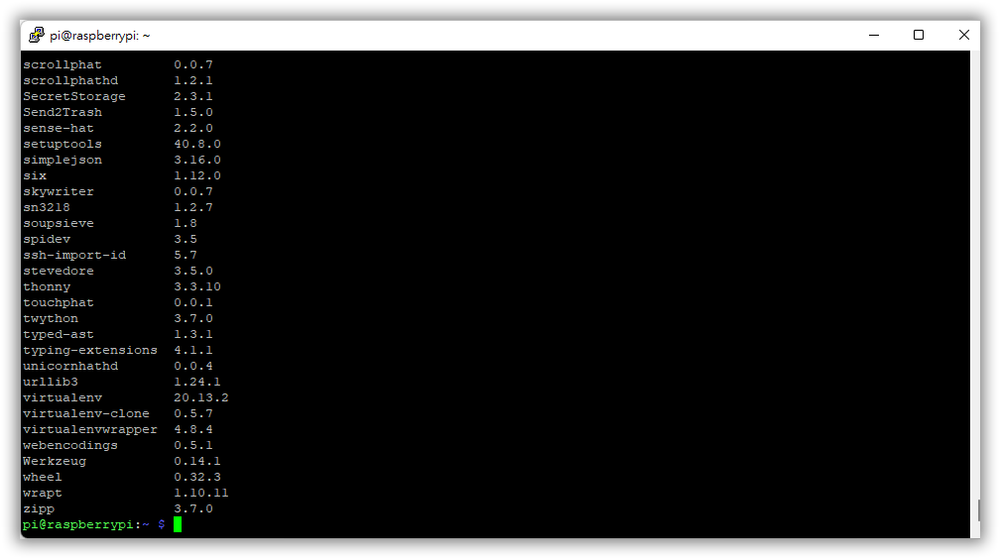 pi@raspberrypi: ~
scrollphat 0.0.7
scrollphathd 1.2.1
SecretStorage 2.3.1
Send2Trash 1.5.0
sense-hat 2.2.0
setuptools 40.8.0
simplejson 3.16.0
six 1.12.0
skywriter 0.0.7
sn3218 1.2.7
soupsieve 1.8
spidev 3.5
ssh-import-id 5.7
stevedore 3.5.0
thonny 3.3.10
touchphat 0.0.1
twython 3.7.0
typed-ast 1.3.1
typing-extensions 4.1.1
unicornhathd 0.0.4
urllib3 1.24.1
virtualenv 20.13.2
virtualenv-clone 0.5.7
virtualenvwrapper 4.8.4
webencodings 0.5.1
Werkzeug 0.14.1
wheel 0.32.3
wrapt 1.10.11
zipp 3.7.0
pi@raspberrypi:~ $